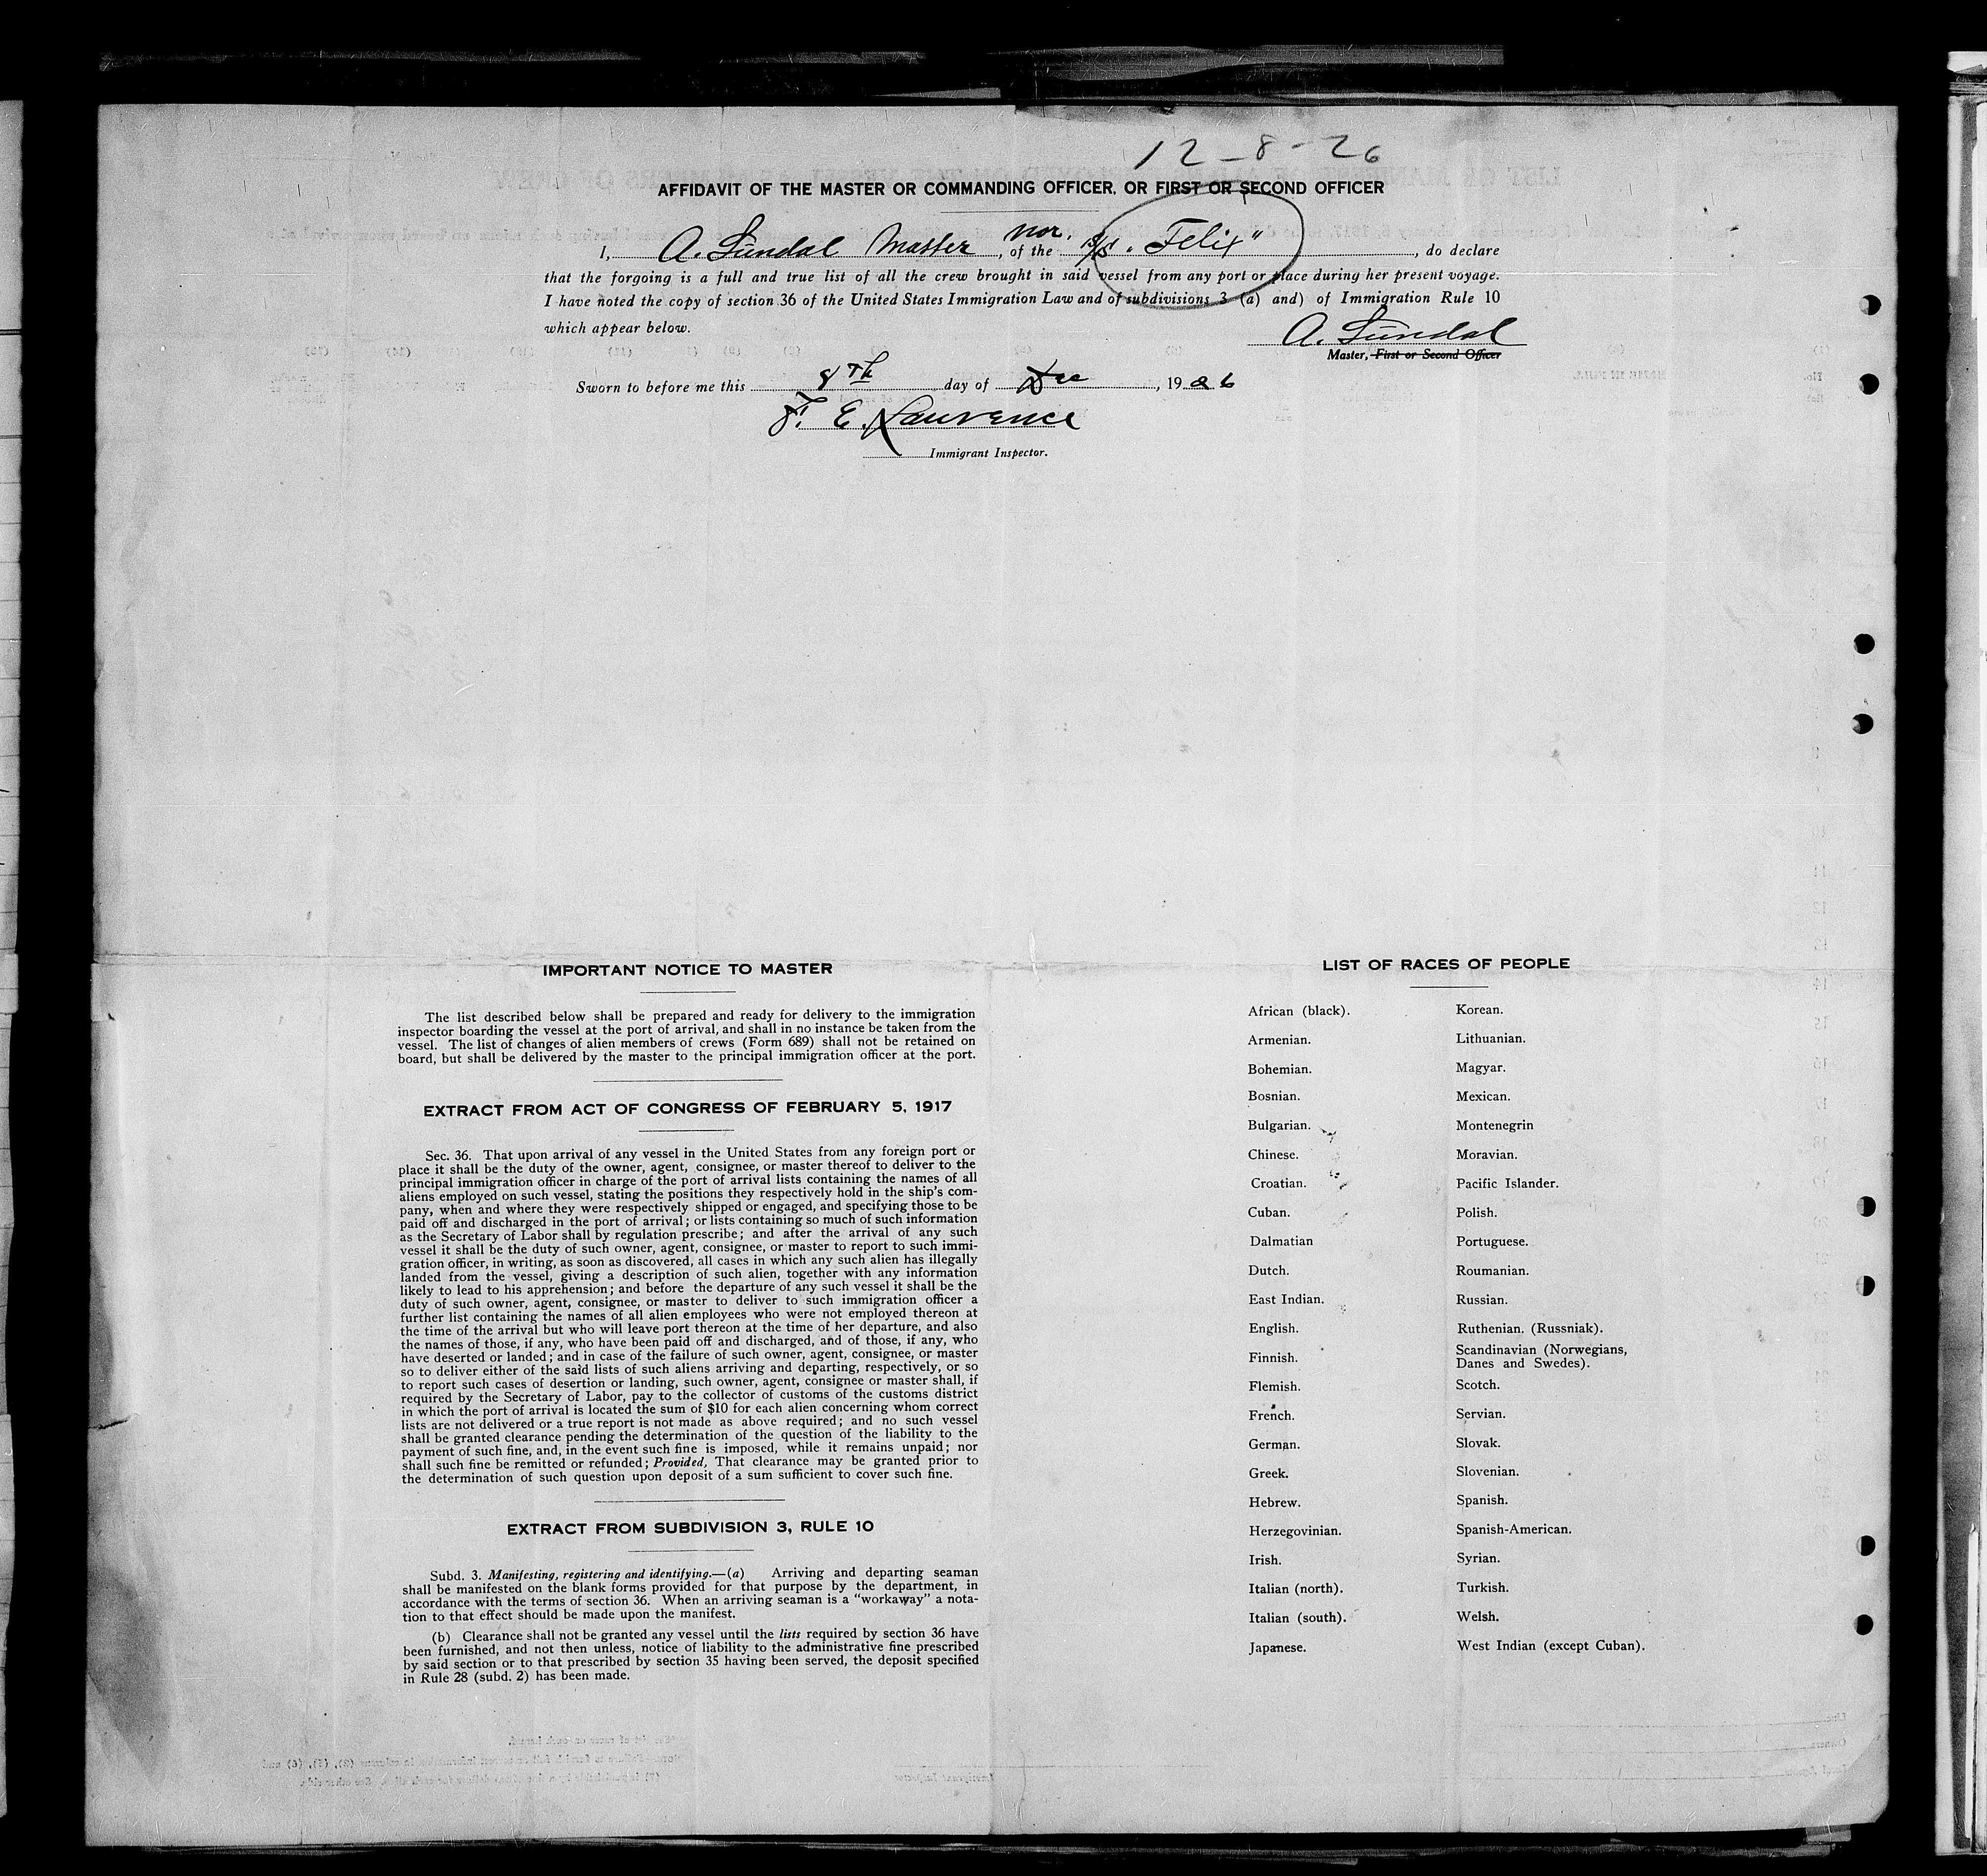 12-8-26
AFFIDAVIT OF THE MASTER OR COMMANDING OFFICER, OR FIRST OR SECOND OFFICER
I, A. Sündal Master, of the nor. s/s "Felix", do declare
that the forgoing is a full and true list of all the crew brought in said vessel from any port or place during her present voyage.
I have noted the copy of section 36 of the United States Immigration Law and of subdivisions 3 (a) and) of Immigration Rule 10
which appear below.
A. Sündal
Master, First or Second Officer
Sworn to before me this 8th day of Dec, 1926
F. E. Lawrence
Immigrant Inspector.
IMPORTANT NOTICE TO MASTER
The list described below shall be prepared and ready for delivery to the immigration
inspector boarding the vessel at the port of arrival, and shall in no instance be taken from the
vessel. The list of changes of alien members of crews (Form 689) shall not be retained on
board, but shall be delivered by the master to the principal immigration officer at the port.
EXTRACT FROM ACT OF CONGRESS OF FEBRUARY 5, 1917
Sec. 36. That upon arrival of any vessel in the United States from any foreign port or
place it shall be the duty of the owner, agent, consignee, or master thereof to deliver to the
principal immigration officer in charge of the port of arrival lists containing the names of all
aliens employed on such vessel, stating the positions they respectively hold in the ship's com-
pany, when and where they were respectively shipped or engaged, and specifying those to be
paid off and discharged in the port of arrival; or lists containing so much of such information
as the Secretary of Labor shall by regulation prescribe; and after the arrival of any such
vessel it shall be the duty of such owner, agent, consignee, or master to report to such immi-
gration officer, in writing, as soon as discovered, all cases in which any such alien has illegally
landed from the vessel, giving a description of such alien, together with any information
likely to lead to his apprehension; and before the departure of any such vessel it shall be the
duty of such owner, agent, consignee, or master to deliver to such immigration officer a
further list containing the names of all alien employees who were not employed thereon at
the time of the arrival but who will leave port thereon at the time of her departure, and also
the names of those, if any, who have been paid off and discharged, and of those, if any, who
have deserted or landed; and in case of the failure of such owner, agent, consignee, or master
so to deliver either of the said lists of such aliens arriving and departing, respectively, or so
to report such cases of desertion or landing, such owner, agent, consignee or master shall, if
required by the Secretary of Labor, pay to the collector of customs of the customs district
in which the port of arrival is located the sum of $10 for each alien concerning whom correct
lists are not delivered or a true report is not made as above required; and no such vessel
shall be granted clearance pending the determination of the question of the liability to the
payment of such fine, and, in the event such fine is imposed, while it remains unpaid; nor
shall such fine be remitted or refunded; Provided, That clearance may be granted prior to
the determination of such question upon deposit of a sum sufficient to cover such fine.
EXTRACT FROM SUBDIVISION 3, RULE 10
Subd. 3. Manifesting, registering and identifying.—(a) Arriving and departing seaman
shall be manifested on the blank forms provided for that purpose by the department, in
accordance with the terms of section 36. When an arriving seaman is a "workaway" a nota-
tion to that effect should be made upon the manifest.
(b) Clearance shall not be granted any vessel until the lists required by section 36 have
been furnished, and not then unless, notice of liability to the administrative fine prescribed
by said section or to that prescribed by section 35 having been served, the deposit specified
in Rule 28 (subd. 2) has been made.
LIST OF RACES OF PEOPLE
African (black).
Armenian.
Bohemian.
Bosnian.
Bulgarian.
Chinese.
Croatian.
Cuban.
Dalmatian
Dutch.
East Indian.
English.
Finnish.
Flemish.
French.
German.
Greek.
Hebrew.
Herzegovinian.
Irish.
Italian (north).
Italian (south).
Japanese.
Korean.
Lithuanian.
Magyar.
Mexican.
Montenegrin
Moravian.
Pacific Islander.
Polish.
Portuguese.
Roumanian.
Russian.
Ruthenian. (Russniak).
Scandinavian (Norwegians,
Danes and Swedes).
Scotch.
Servian.
Slovak.
Slovenian.
Spanish.
Spanish-American.
Syrian.
Turkish.
Welsh.
West Indian (except Cuban).